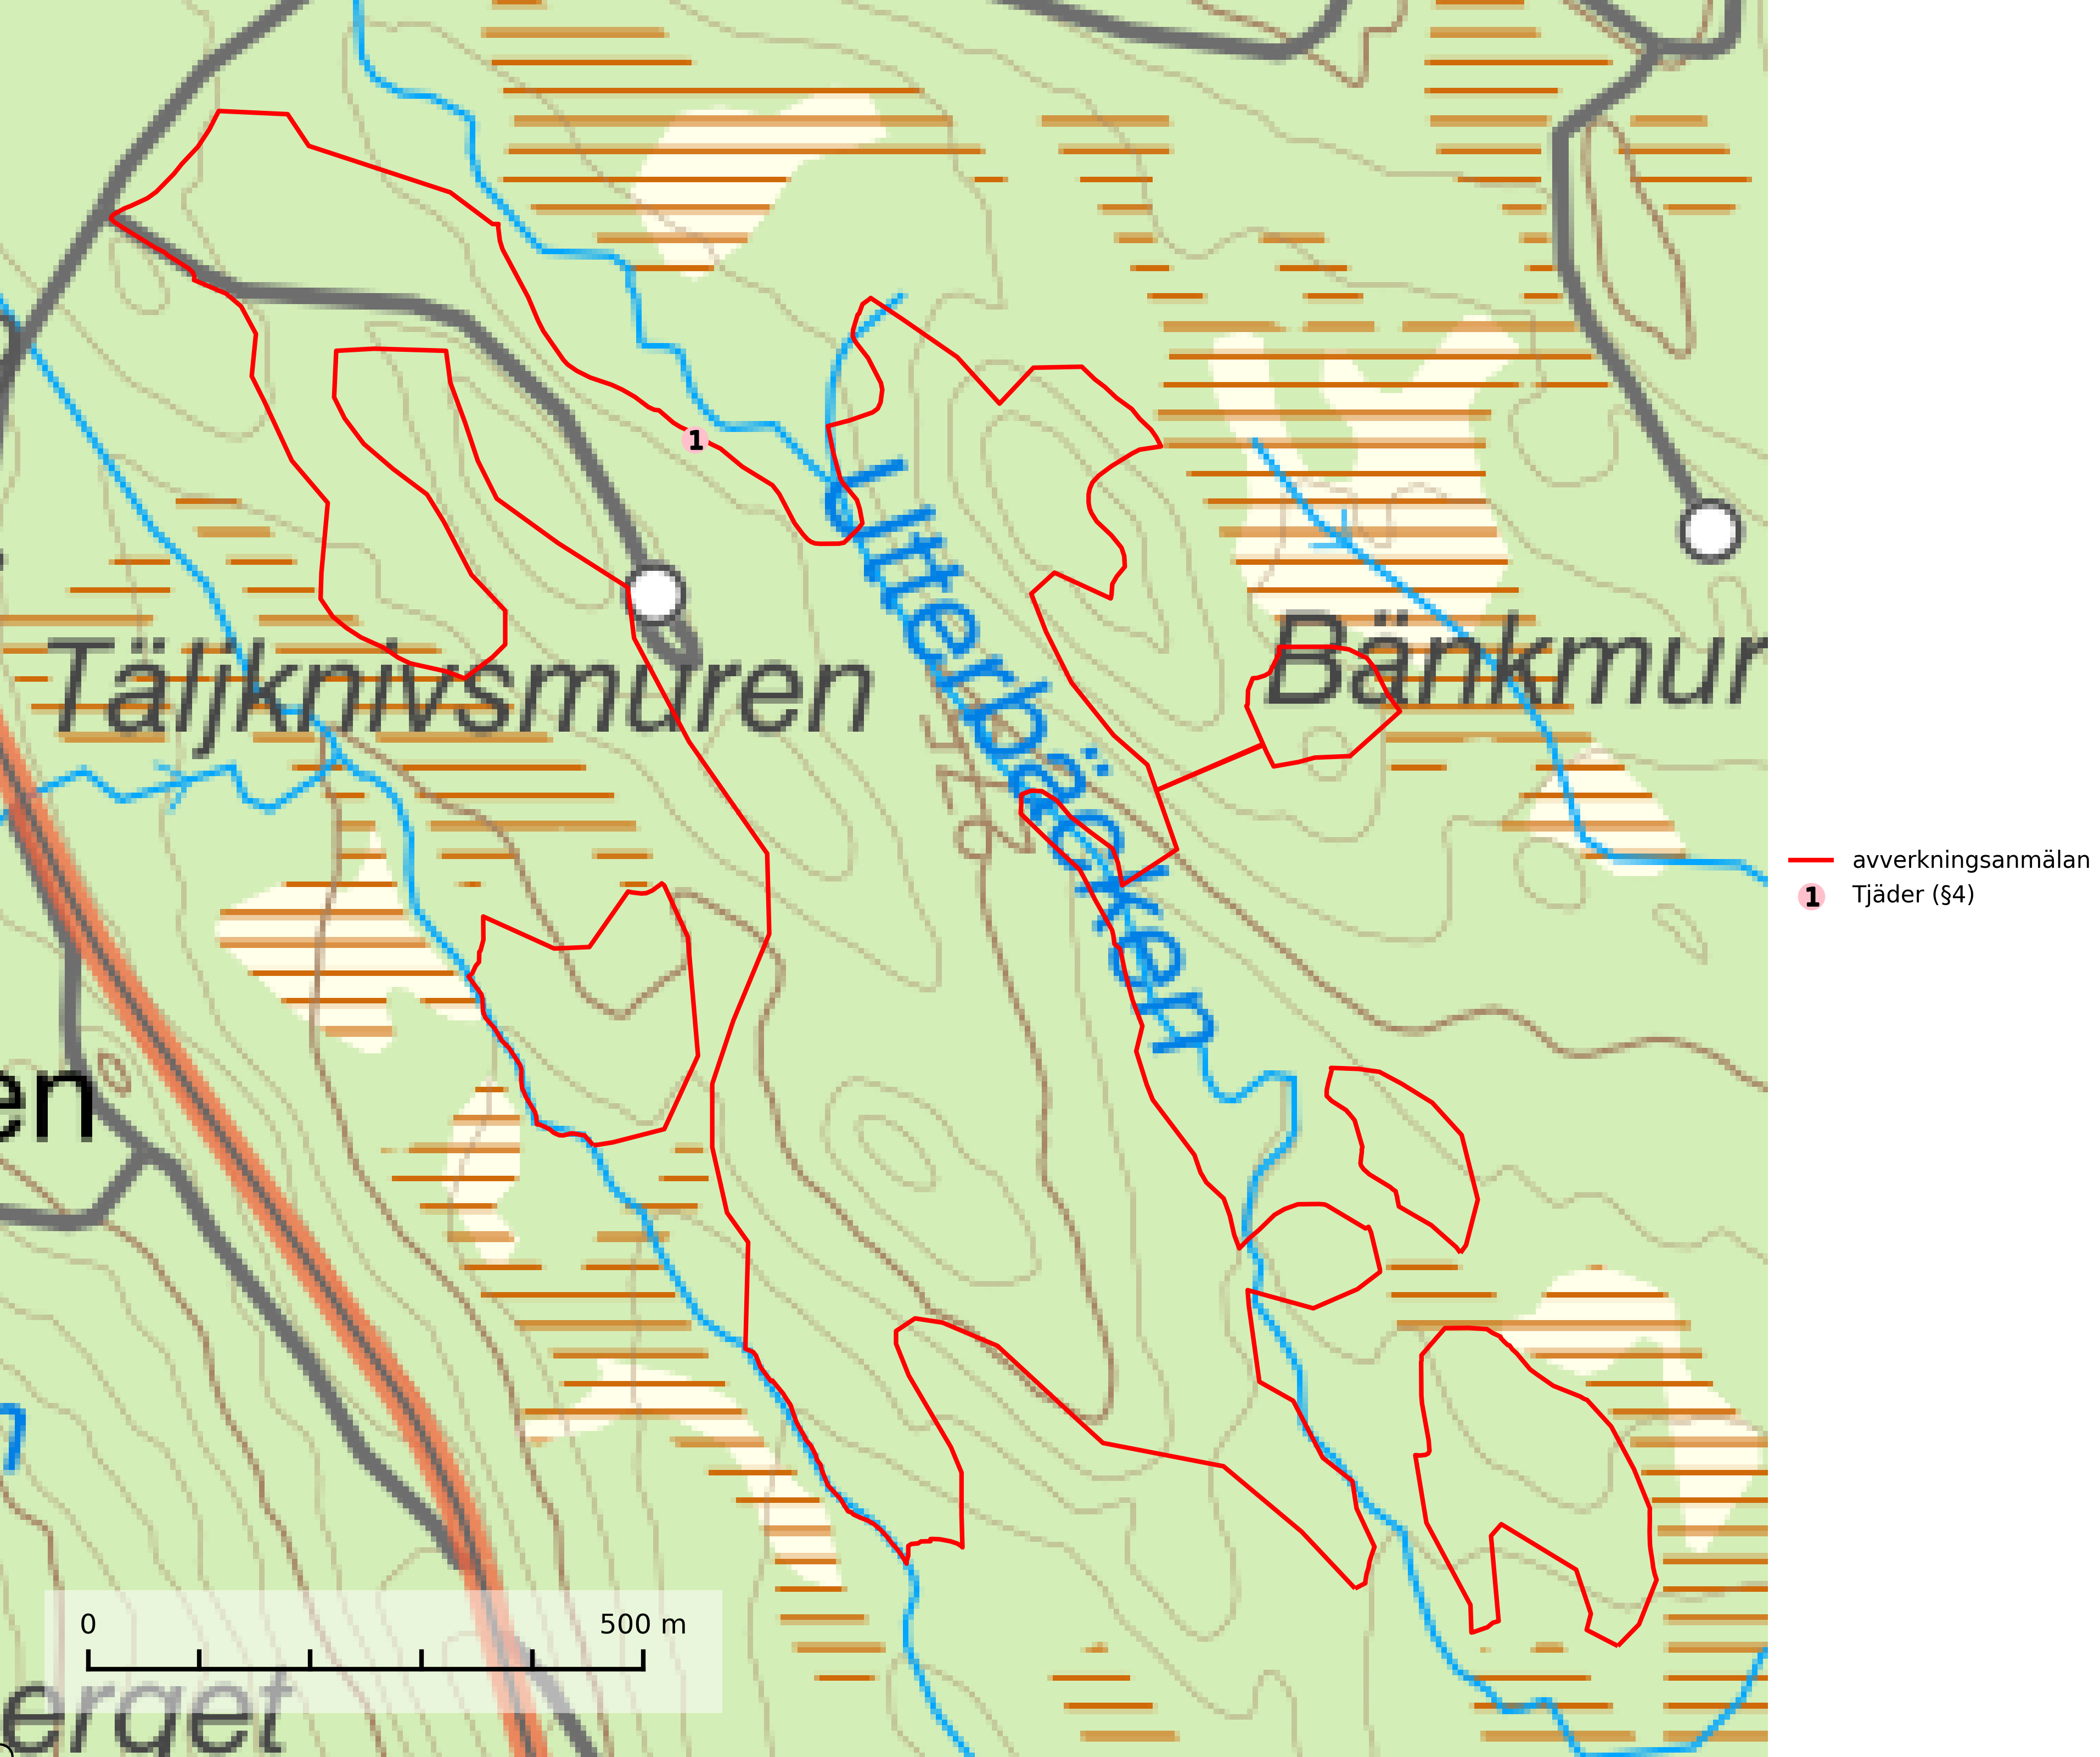 1
Utterbäcken
Bänkmur
Täljknivsmuren
avverkningsanmälan
1 Tjäder (§4)
en
0 500 m
erget